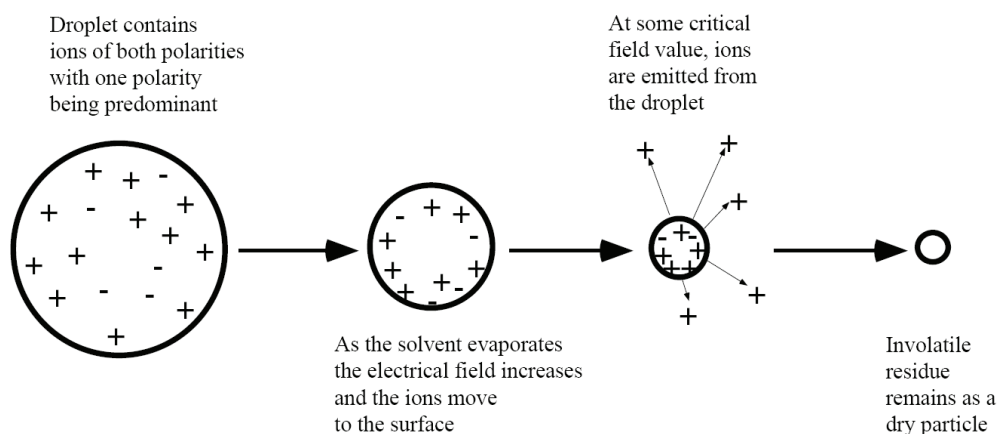 Droplet contains
ions of both polarities
with one polarity
being predominant
At some critical
field value, ions
are emitted from
the droplet
As the solvent evaporates
the electrical field increases
and the ions move
to the surface
Involatile
residue
remains as a
dry particle